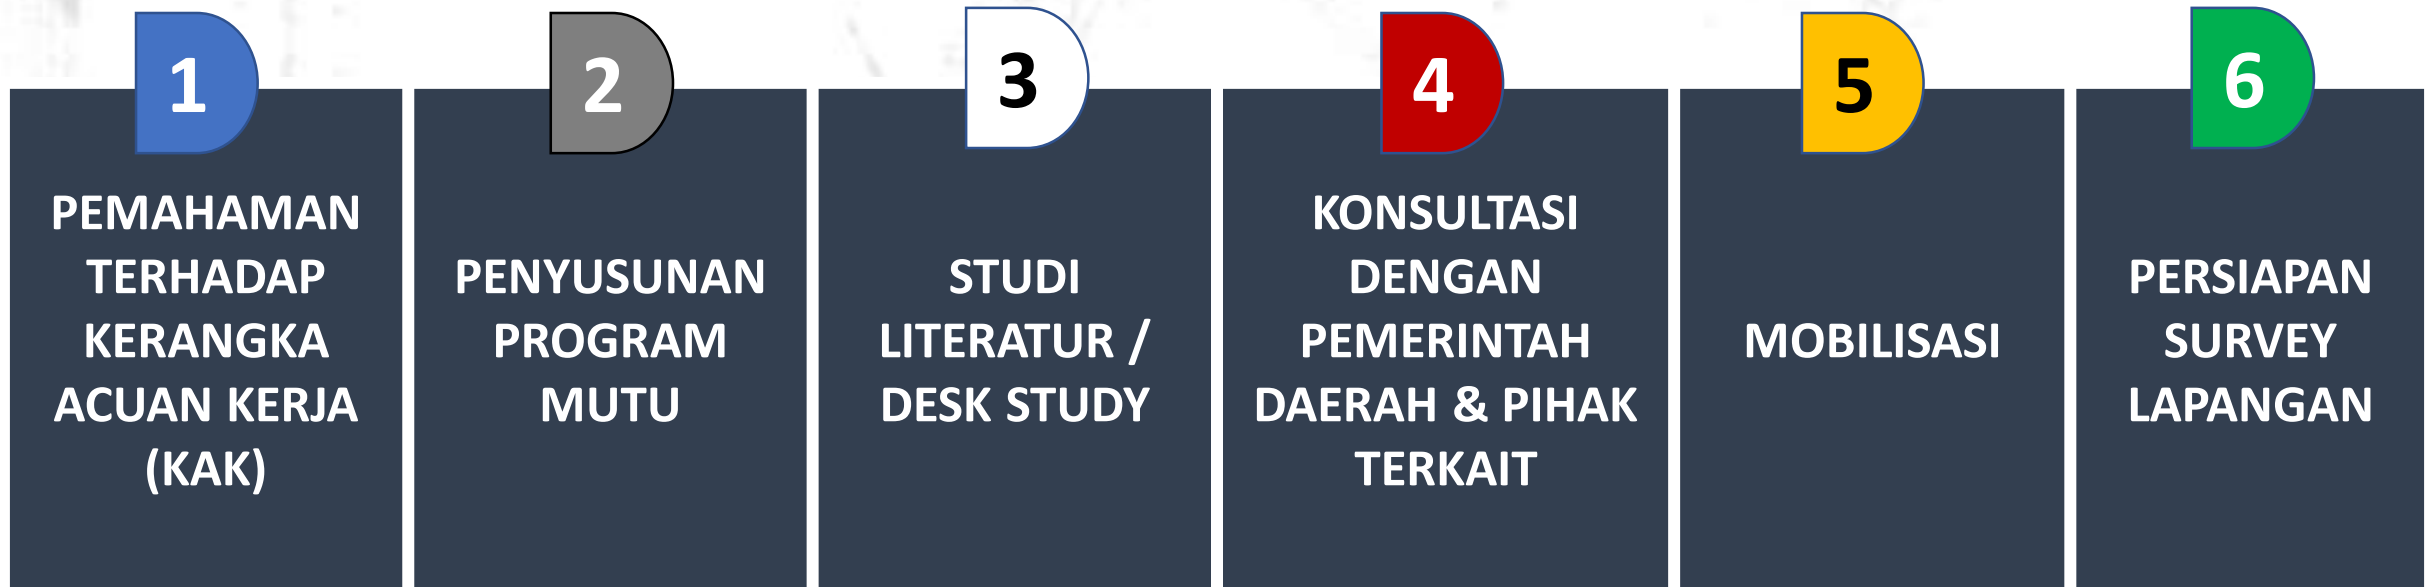 1
PEMAHAMAN
TERHADAP
KERANGKA
ACUAN KERJA
(KAK)
2
PENYUSUNAN
PROGRAM
MUTU
3
STUDI
LITERATUR /
DESK STUDY
4
KONSULTASI
DENGAN
PEMERINTAH
DAERAH & PIHAK
TERKAIT
5
MOBILISASI
6
PERSIAPAN
SURVEY
LAPANGAN